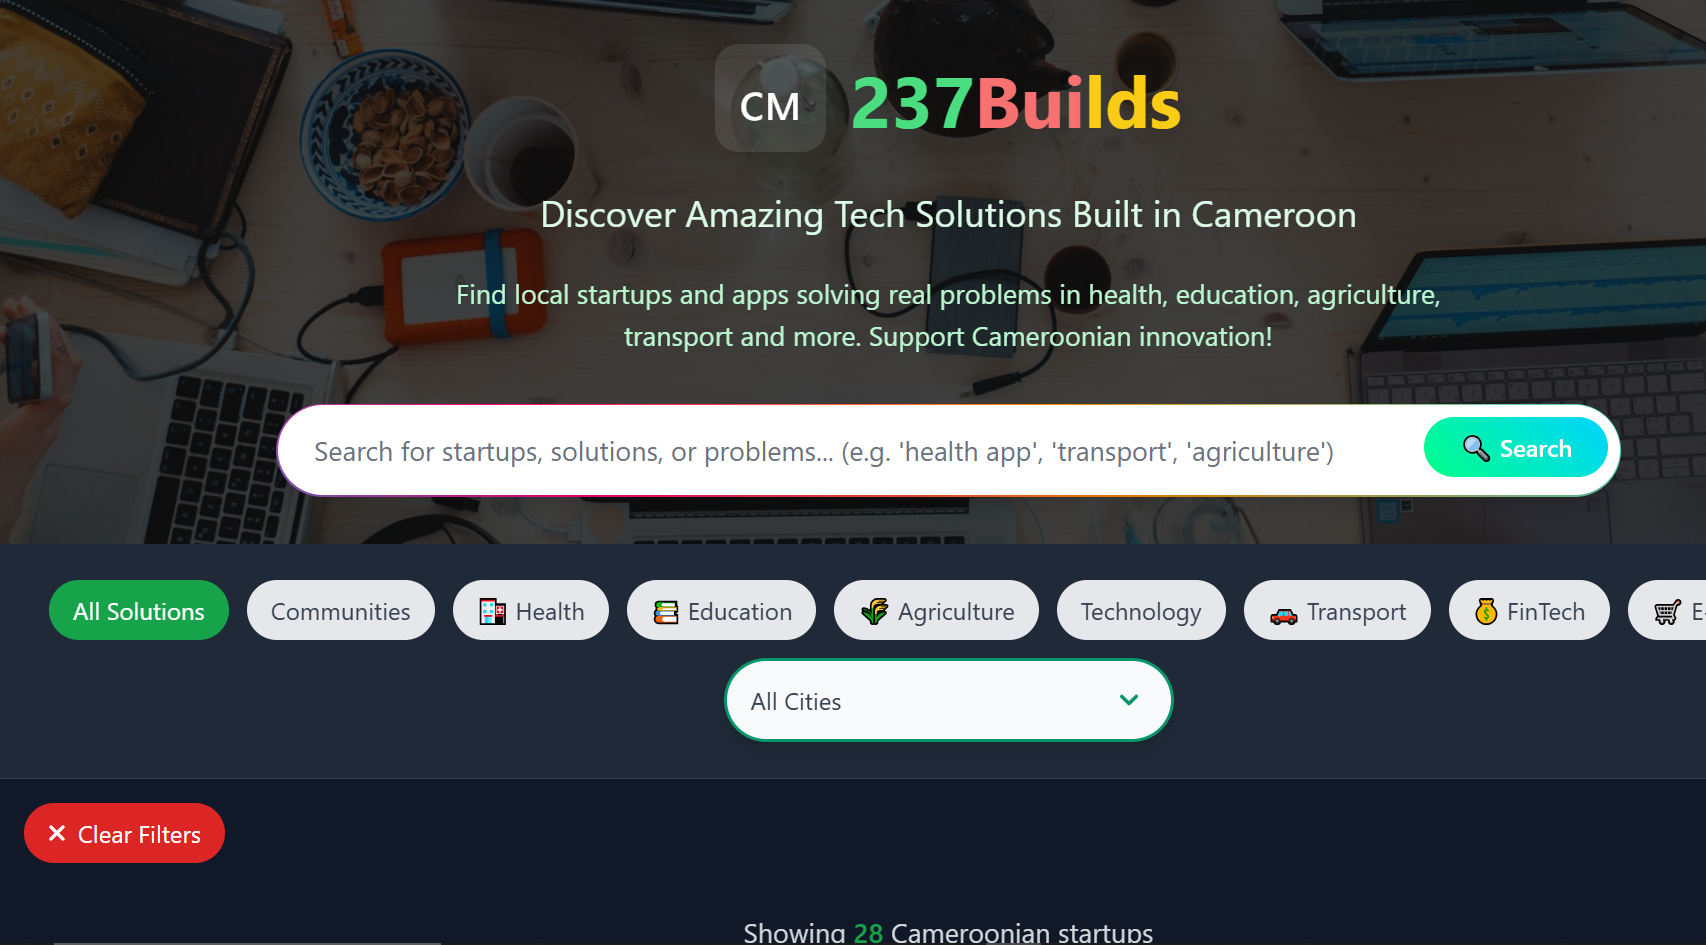 CM 237Builds
Discover Amazing Tech Solutions Built in Cameroon
Find local startups and apps solving real problems in health, education, agriculture,
transport and more. Support Cameroonian innovation!
Search for startups, solutions, or problems... (e.g. 'health app', 'transport', 'agriculture') 🔍 Search
All Solutions Communities 🏥 Health 📚 Education 🌾 Agriculture Technology 🚗 Transport 💰 FinTech 🛒 E-
All Cities
✕ Clear Filters
Showing 28 Cameroonian startups